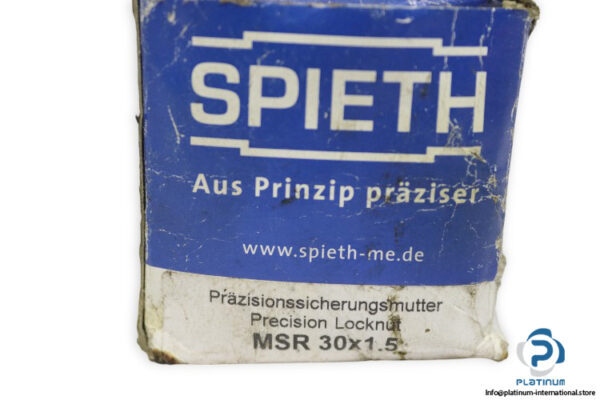 SPIETH
Aus Prinzip präziser
www.spieth-me.de
Präzisionssicherungsmutter
Precision Locknut
MSR 30x1.5
PLATINUM
Info@platinum-international.store